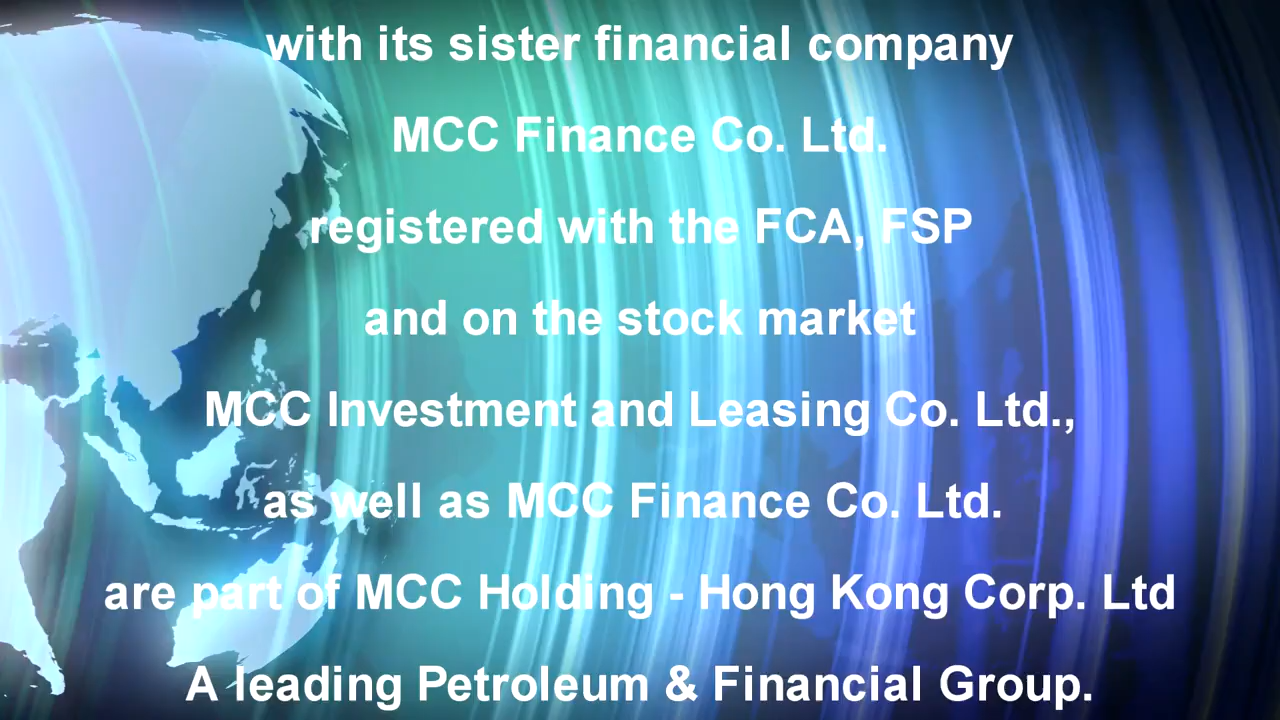 with its sister financial company
MCC Finance Co. Ltd.
registered with the FCA, FSP
and on the stock market
MCC Investment and Leasing Co. Ltd.,
as well as MCC Finance Co. Ltd.
are part of MCC Holding - Hong Kong Corp. Ltd
A leading Petroleum & Financial Group.